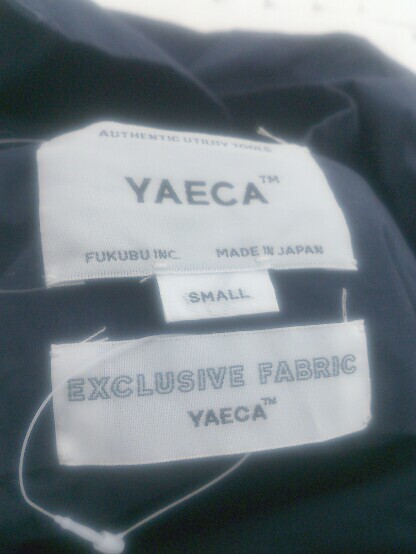 AUTHENTIC UTILITY TOOLS
YAECA™
FUKUBU INC. MADE IN JAPAN
SMALL
EXCLUSIVE FABRIC
YAECA™